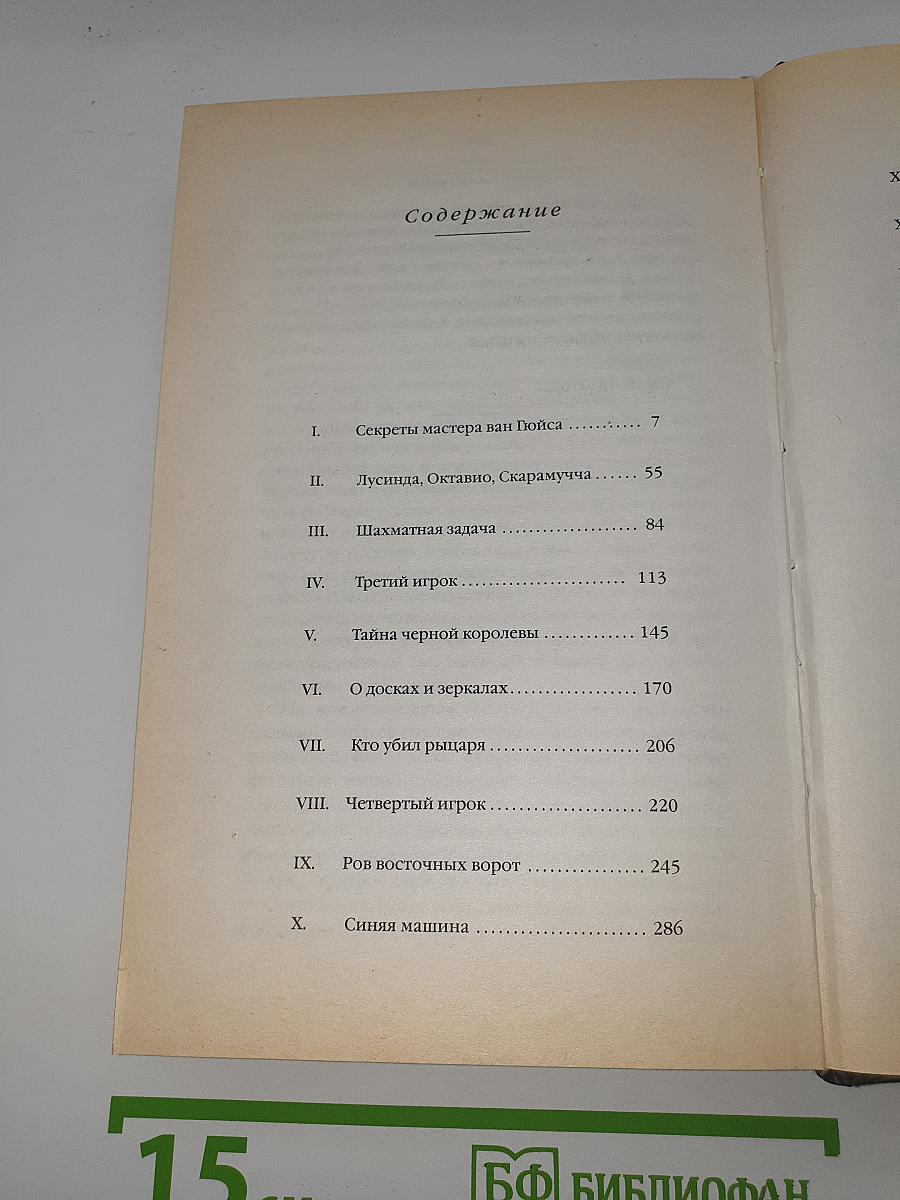 Содержание
I. Секреты мастера ван Гюйса .......... 7
II. Лусинда, Октавио, Скарамучча ...... 55
III. Шахматная задача .................... 84
IV. Третий игрок ........................ 113
V. Тайна черной королевы ............. 145
VI. О досках и зеркалах ................... 170
VII. Кто убил рыцаря ...................... 206
VIII. Четвертый игрок ...................... 220
IX. Ров восточных ворот ................ 245
X. Синяя машина ....................... 286
15 см
БФ БИБЛИОФАН